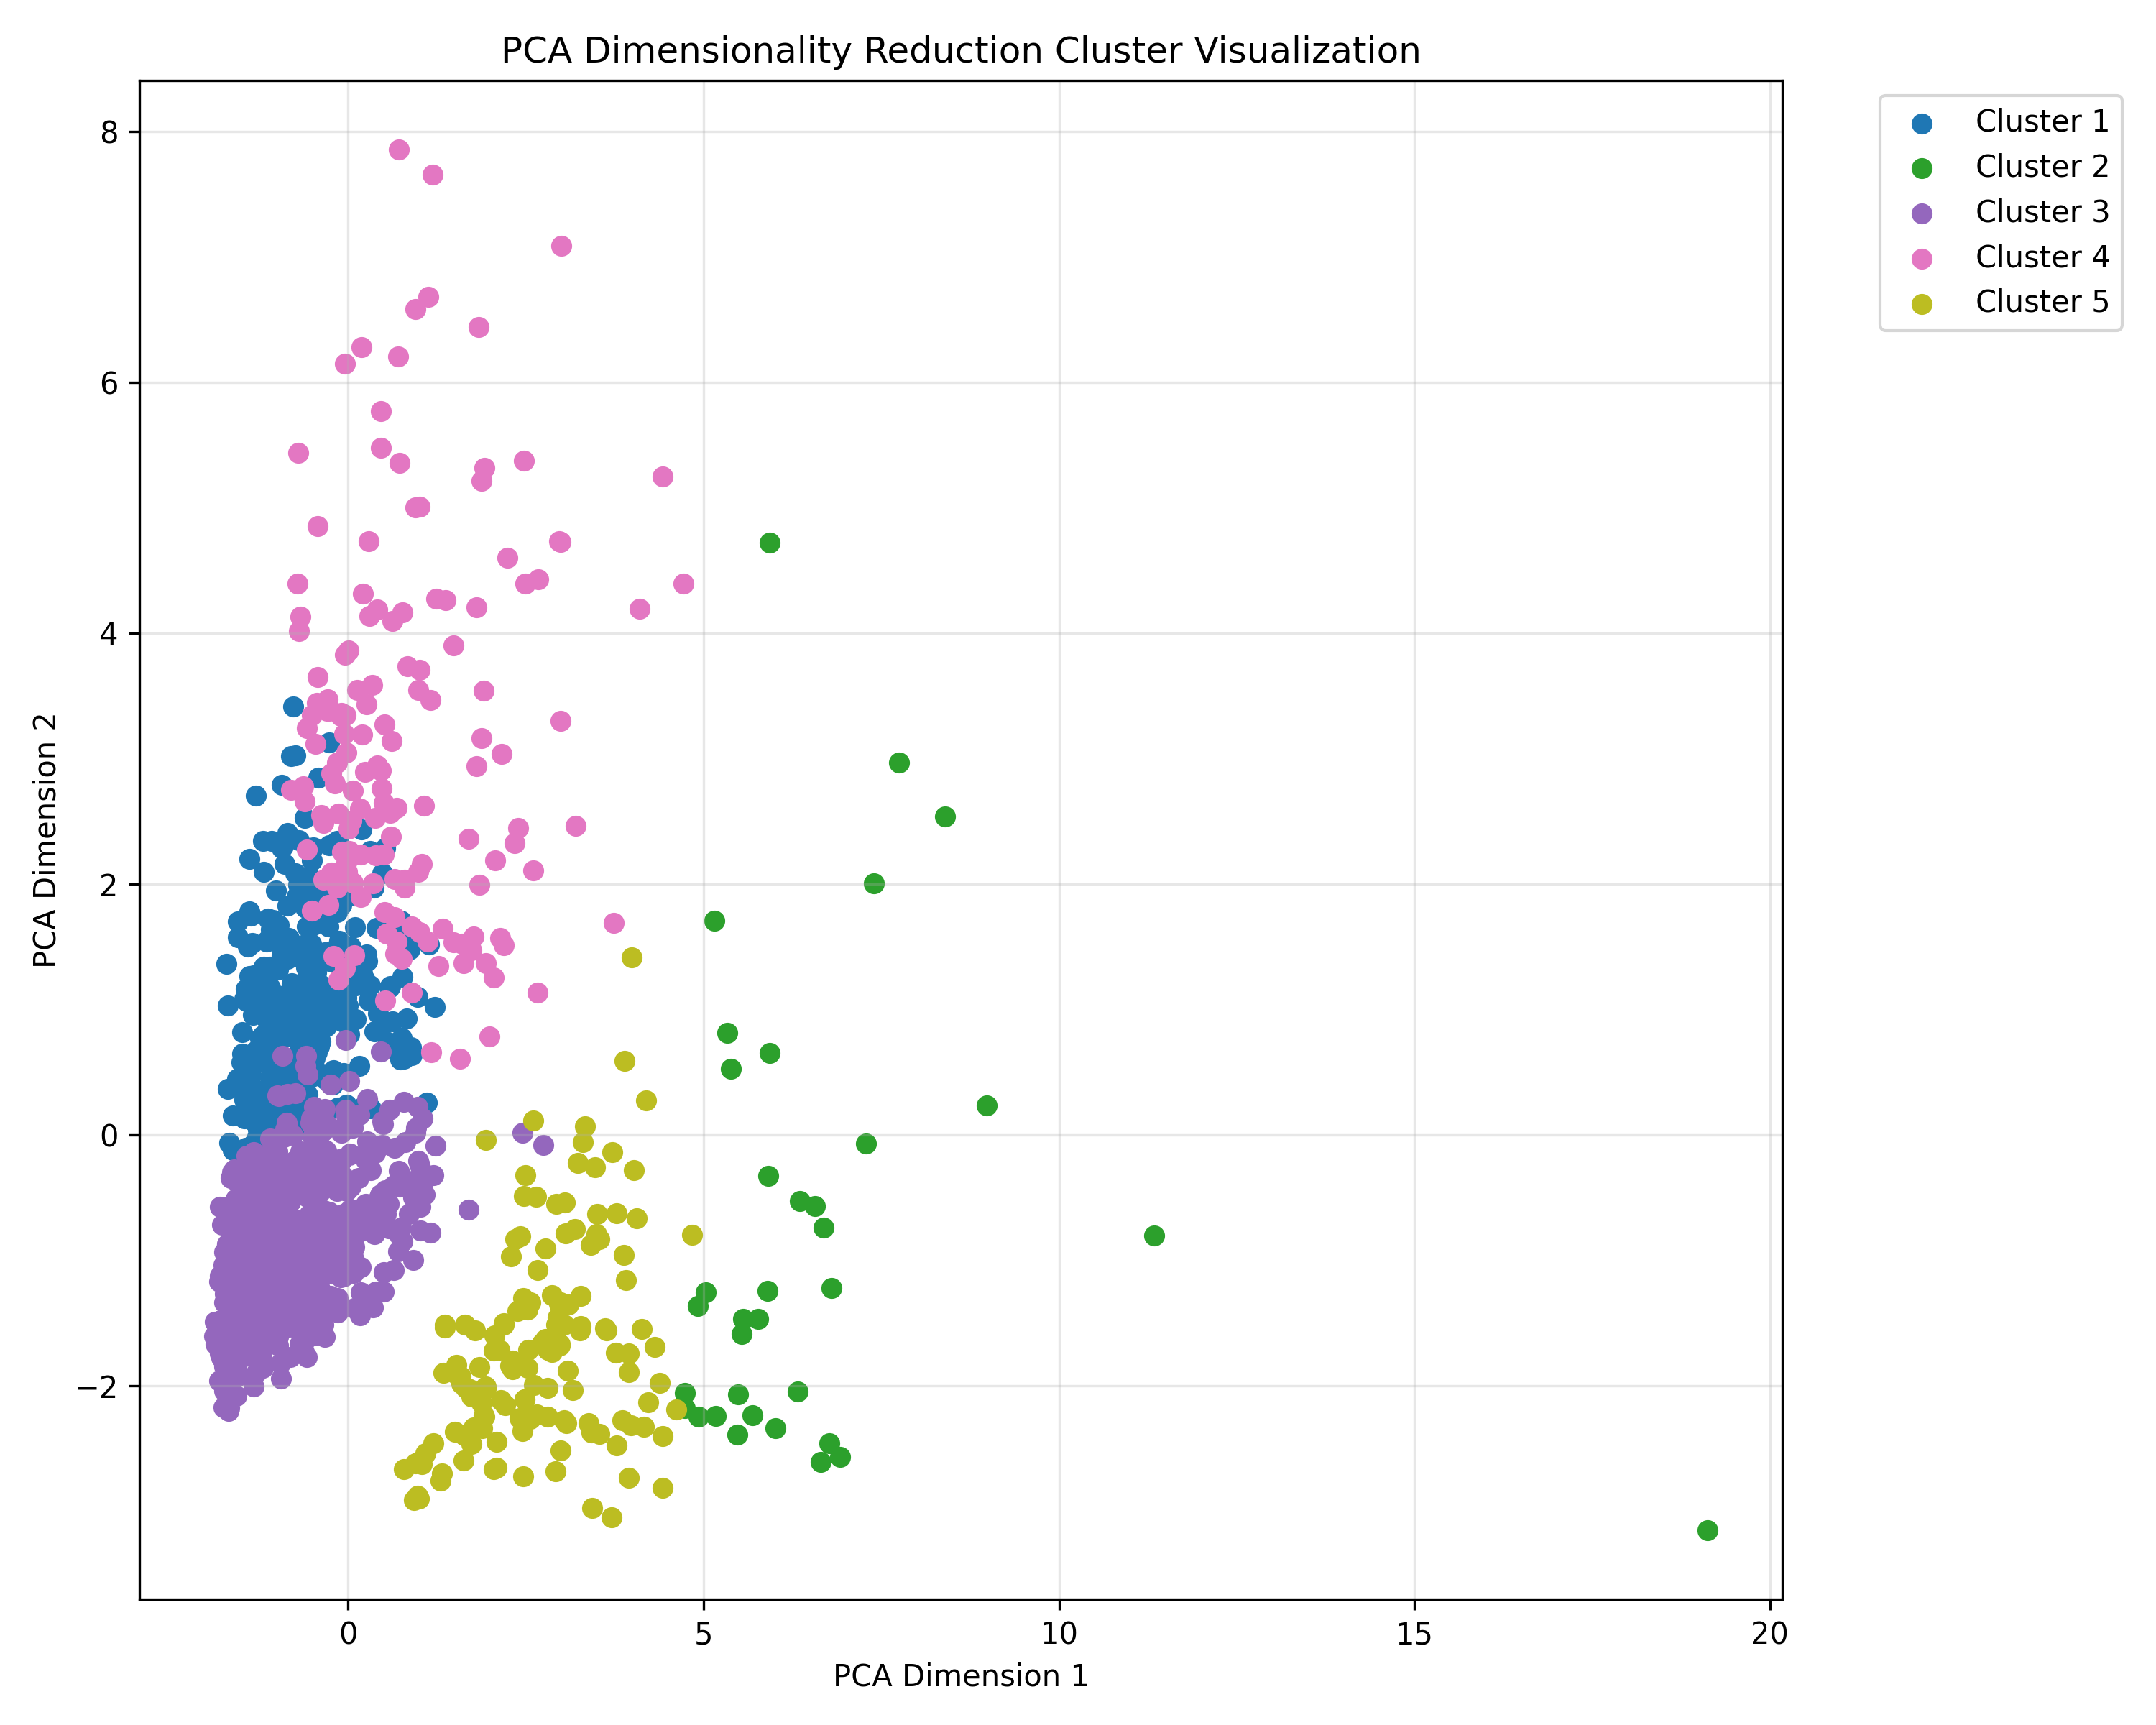 PCA Dimensionality Reduction Cluster Visualization
Cluster 1
Cluster 2
Cluster 3
Cluster 4
Cluster 5
PCA Dimension 2
8
6
4
2
0
−2
0
5
10
15
20
PCA Dimension 1